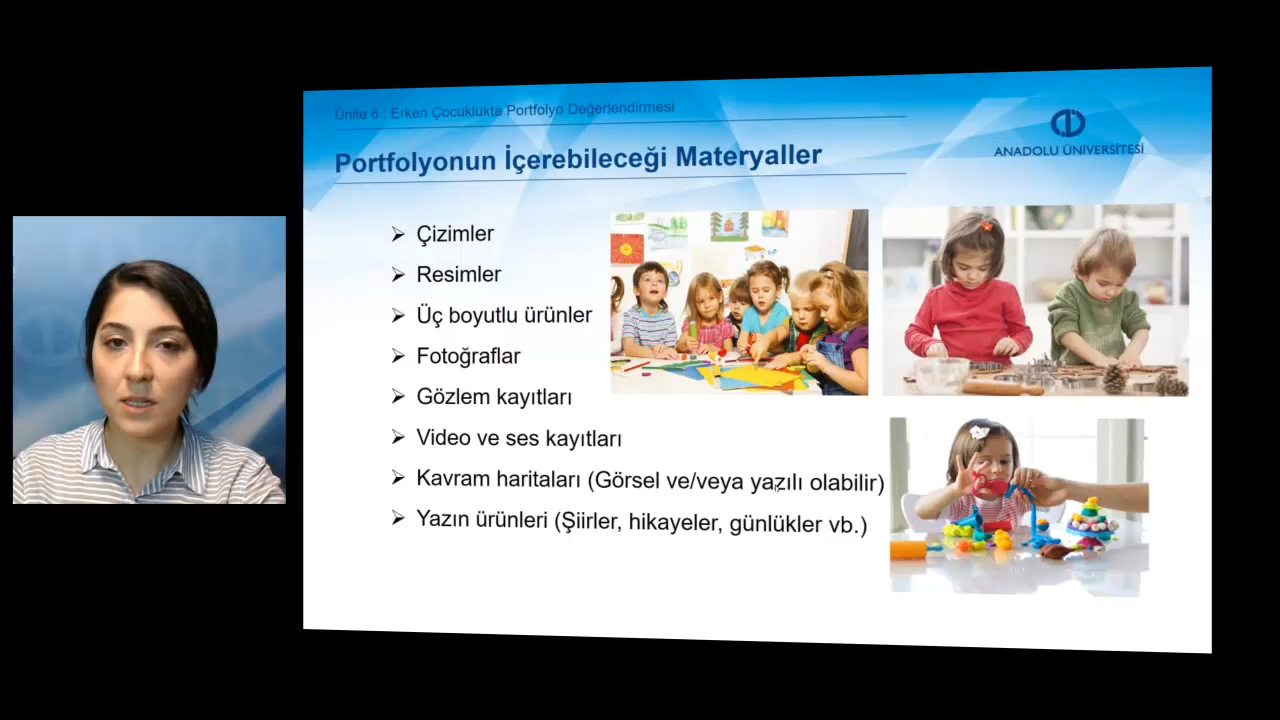 Ünite 6 : Erken Çocuklukta Portfolyo Değerlendirmesi
Portfolyonun İçerebileceği Materyaller
ANADOLU ÜNİVERSİTESİ
Çizimler
Resimler
Üç boyutlu ürünler
Fotoğraflar
Gözlem kayıtları
Video ve ses kayıtları
Kavram haritaları (Görsel ve/veya yazılı olabilir)
Yazın ürünleri (Şiirler, hikayeler, günlükler vb.)